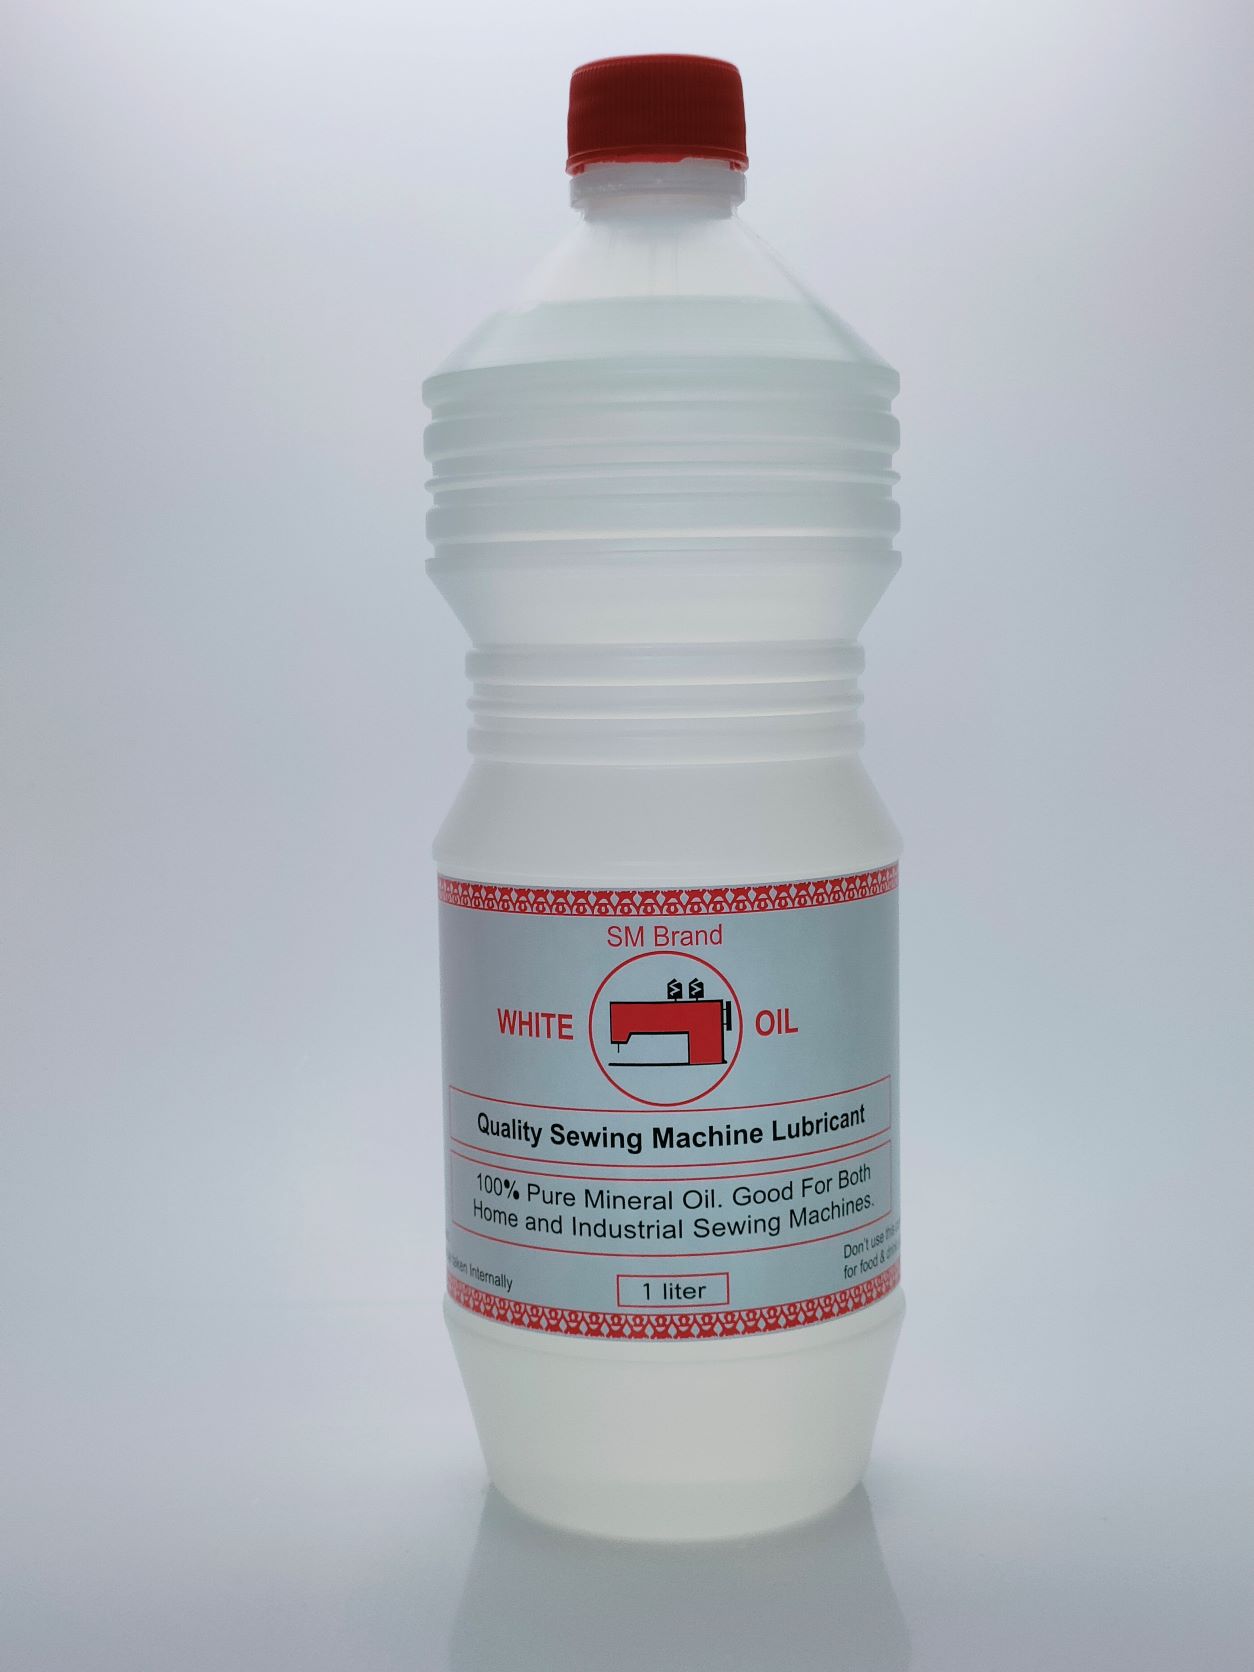 SM Brand
WHITE OIL
Quality Sewing Machine Lubricant
100% Pure Mineral Oil. Good For Both
Home and Industrial Sewing Machines.
Don't use this
for food &
taken Internally
1 liter